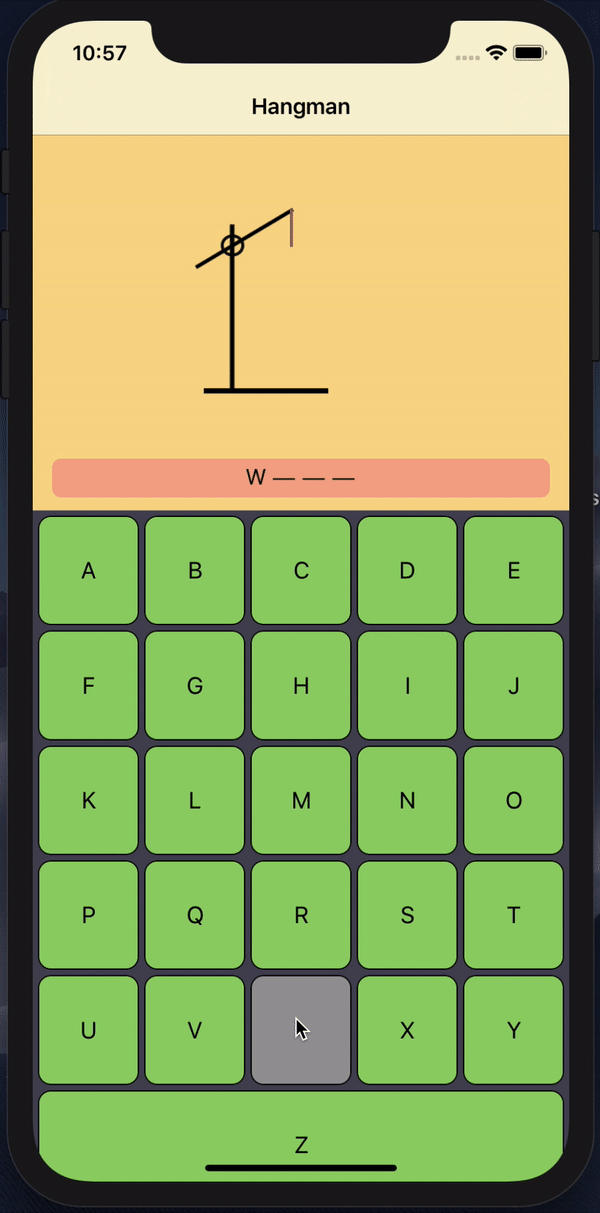 10:57
Hangman
W — — —
s
A B C D E
F G H I J
K L M N O
P Q R S T
U V X Y
Z